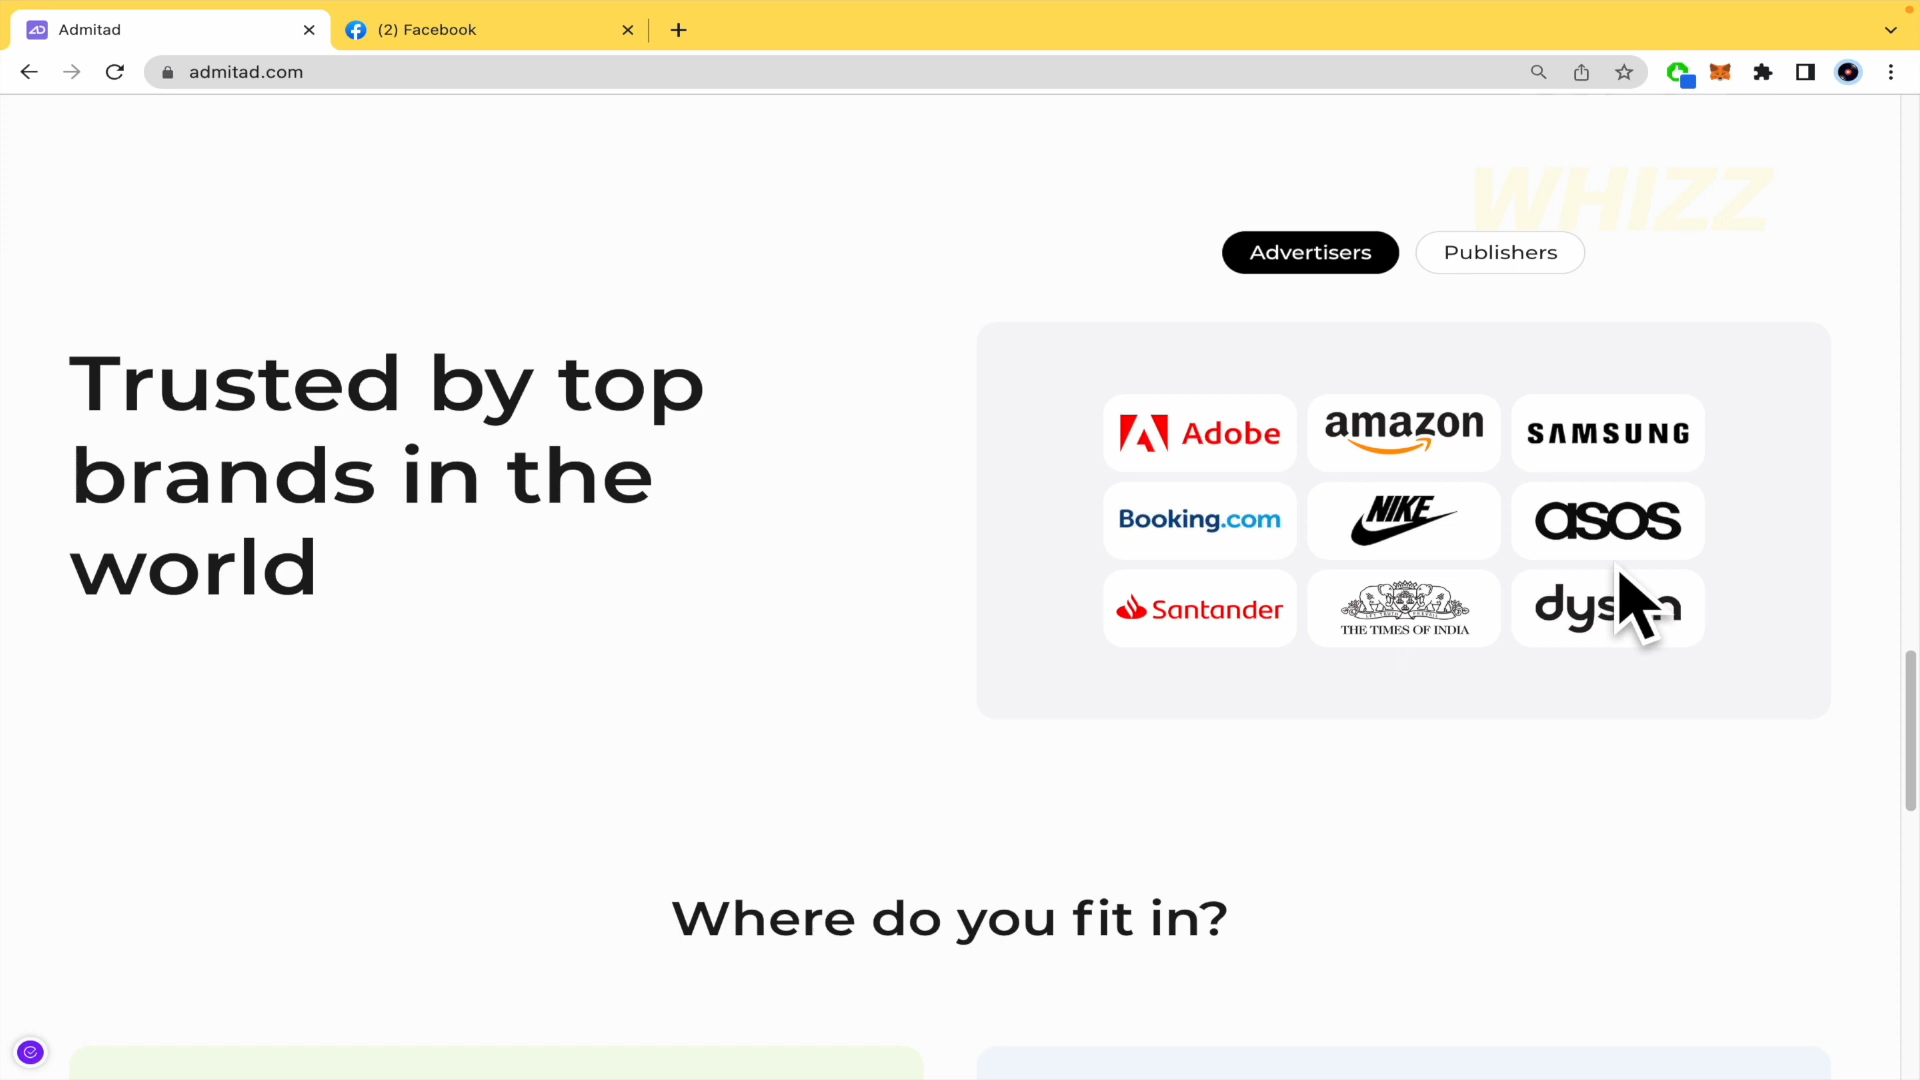 Admitad
(2) Facebook
admitad.com
WHIZZ
Advertisers
Publishers
Trusted by top
brands in the
world
Adobe
amazon
SAMSUNG
Booking.com
NIKE
asos
Santander
THE TIMES OF INDIA
dyson
Where do you fit in?